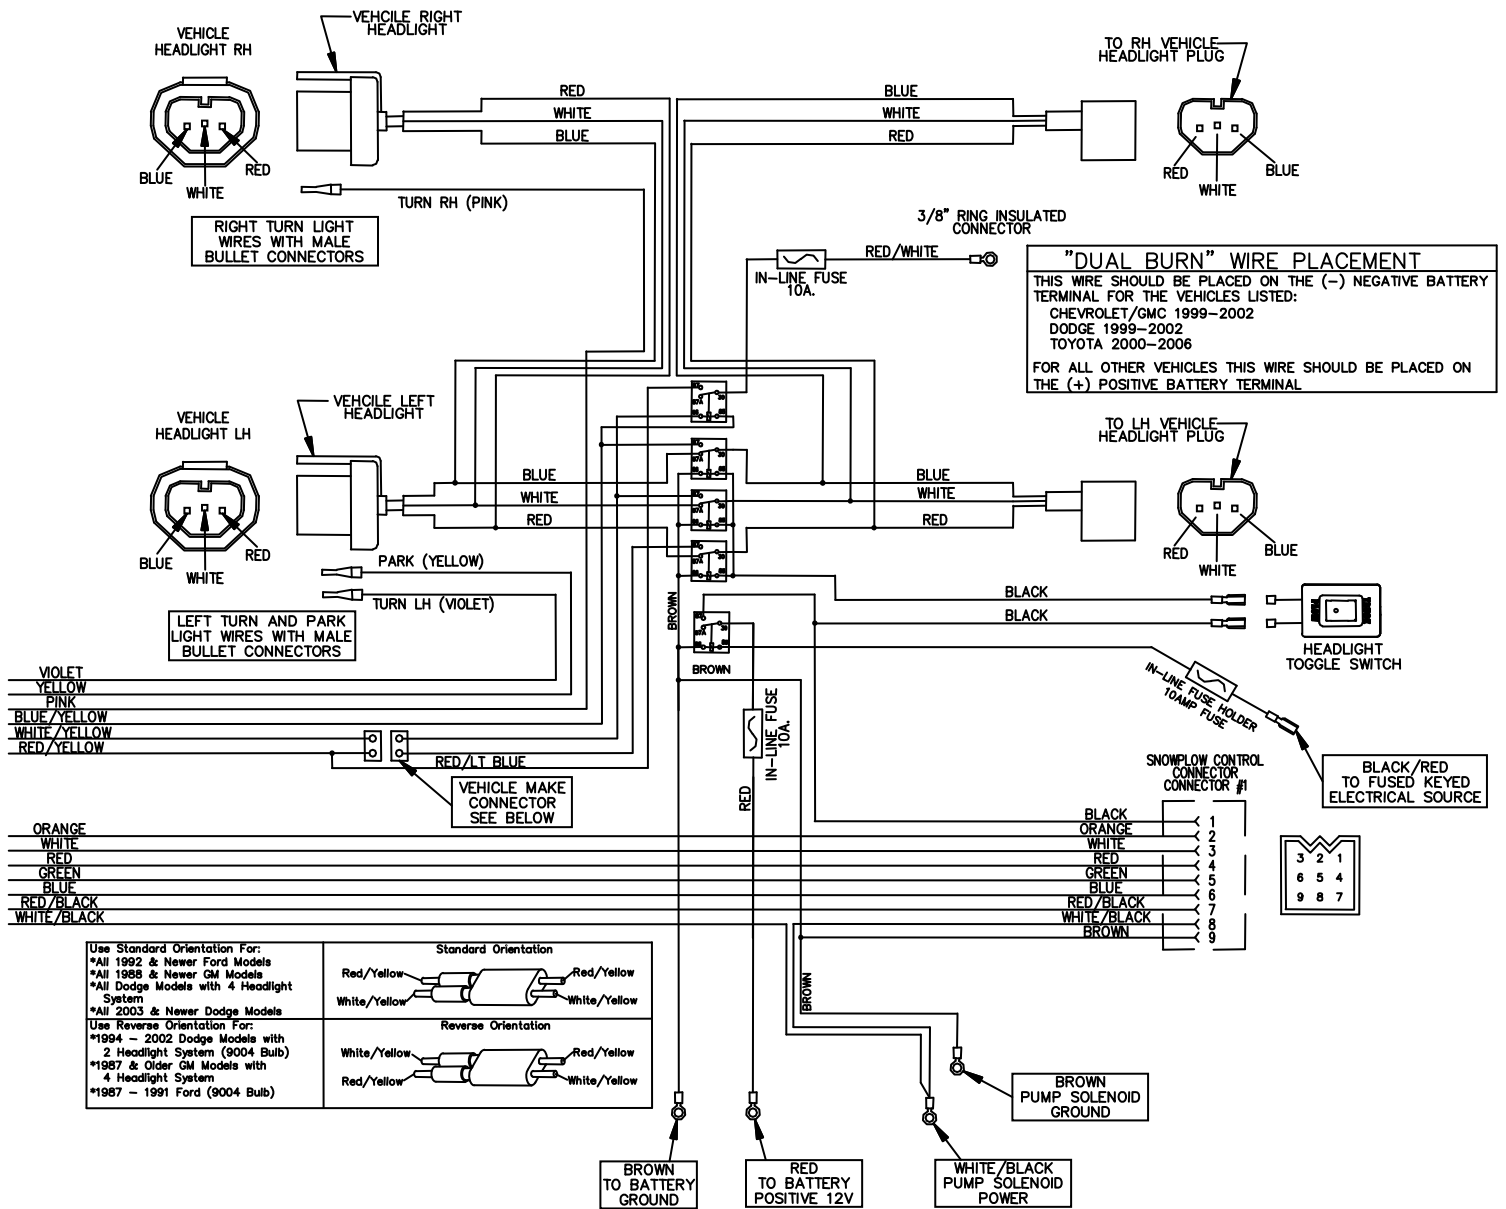 VEHICLE
HEADLIGHT RH
VEHCILE RIGHT
HEADLIGHT
BLUE
WHITE
RED
RED
WHITE
BLUE
TURN RH (PINK)
RIGHT TURN LIGHT
WIRES WITH MALE
BULLET CONNECTORS
BLUE
WHITE
RED
TO RH VEHICLE
HEADLIGHT PLUG
RED
WHITE
BLUE
3/8" RING INSULATED
CONNECTOR
RED/WHITE
IN-LINE FUSE
10A.
"DUAL BURN" WIRE PLACEMENT
THIS WIRE SHOULD BE PLACED ON THE (-) NEGATIVE BATTERY
TERMINAL FOR THE VEHICLES LISTED:
CHEVROLET/GMC 1999-2002
DODGE 1999-2002
TOYOTA 2000-2006
FOR ALL OTHER VEHICLES THIS WIRE SHOULD BE PLACED ON
THE (+) POSITIVE BATTERY TERMINAL
VEHICLE
HEADLIGHT LH
VEHCILE LEFT
HEADLIGHT
BLUE
WHITE
RED
BLUE
WHITE
RED
PARK (YELLOW)
TURN LH (VIOLET)
LEFT TURN AND PARK
LIGHT WIRES WITH MALE
BULLET CONNECTORS
BLUE
WHITE
RED
TO LH VEHICLE
HEADLIGHT PLUG
RED
WHITE
BLUE
BROWN
BROWN
BLACK
BLACK
HEADLIGHT
TOGGLE SWITCH
IN-LINE FUSE HOLDER
10AMP FUSE
BLACK/RED
TO FUSED KEYED
ELECTRICAL SOURCE
VIOLET
YELLOW
PINK
BLUE/YELLOW
WHITE/YELLOW
RED/YELLOW
RED/LT BLUE
VEHICLE MAKE
CONNECTOR
SEE BELOW
IN-LINE FUSE
10A.
RED
SNOWPLOW CONTROL
CONNECTOR
CONNECTOR #1
ORANGE
WHITE
RED
GREEN
BLUE
RED/BLACK
WHITE/BLACK
BLACK 1
ORANGE 2
WHITE 3
RED 4
GREEN 5
BLUE 6
RED/BLACK 7
WHITE/BLACK 8
BROWN 9
3 2 1
6 5 4
9 8 7
Use Standard Orientation For:
*All 1992 & Newer Ford Models
*All 1988 & Newer GM Models
*All Dodge Models with 4 Headlight
System
*All 2003 & Newer Dodge Models
Standard Orientation
Red/Yellow
White/Yellow
Red/Yellow
White/Yellow
Use Reverse Orientation For:
*1994 - 2002 Dodge Models with
2 Headlight System (9004 Bulb)
*1987 & Older GM Models with
4 Headlight System
*1987 - 1991 Ford (9004 Bulb)
Reverse Orientation
White/Yellow
Red/Yellow
Red/Yellow
White/Yellow
BROWN
BROWN
PUMP SOLENOID
GROUND
BROWN
TO BATTERY
GROUND
RED
TO BATTERY
POSITIVE 12V
WHITE/BLACK
PUMP SOLENOID
POWER